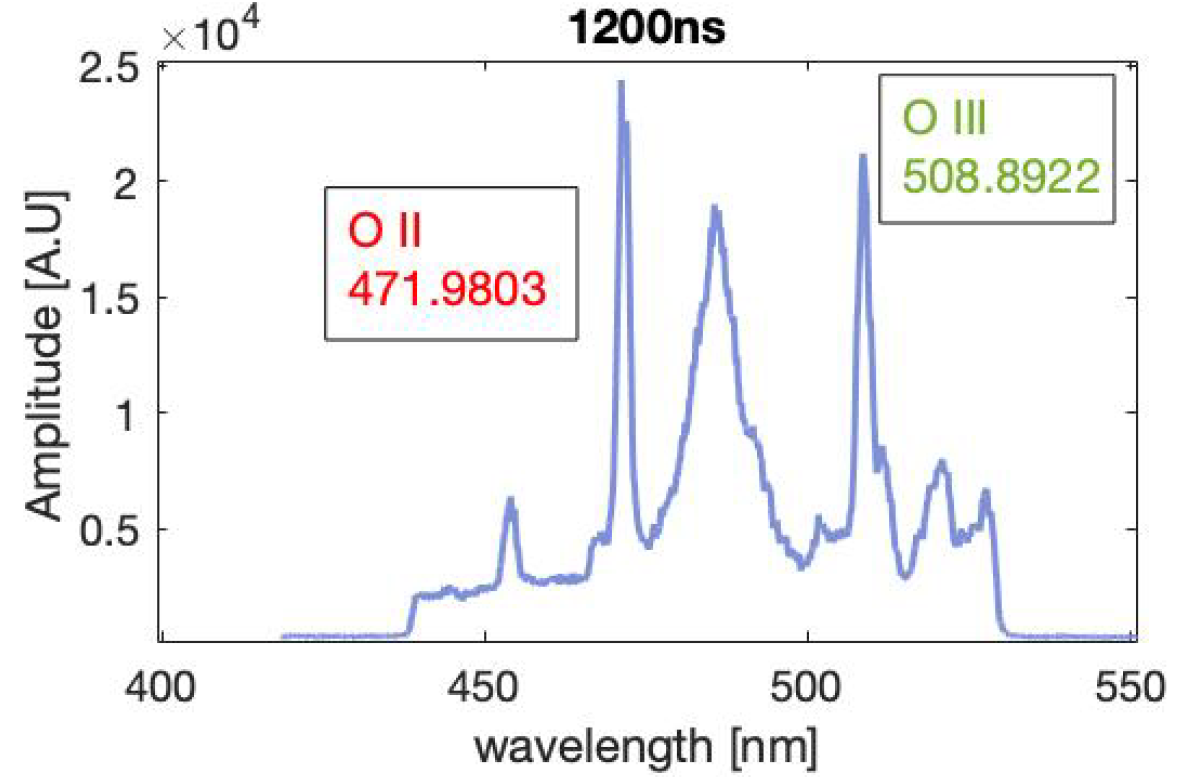 1200ns
×10⁴
2.5
2
1.5
1
0.5
Amplitude [A.U]
O II
471.9803
O III
508.8922
400 450 500 550
wavelength [nm]